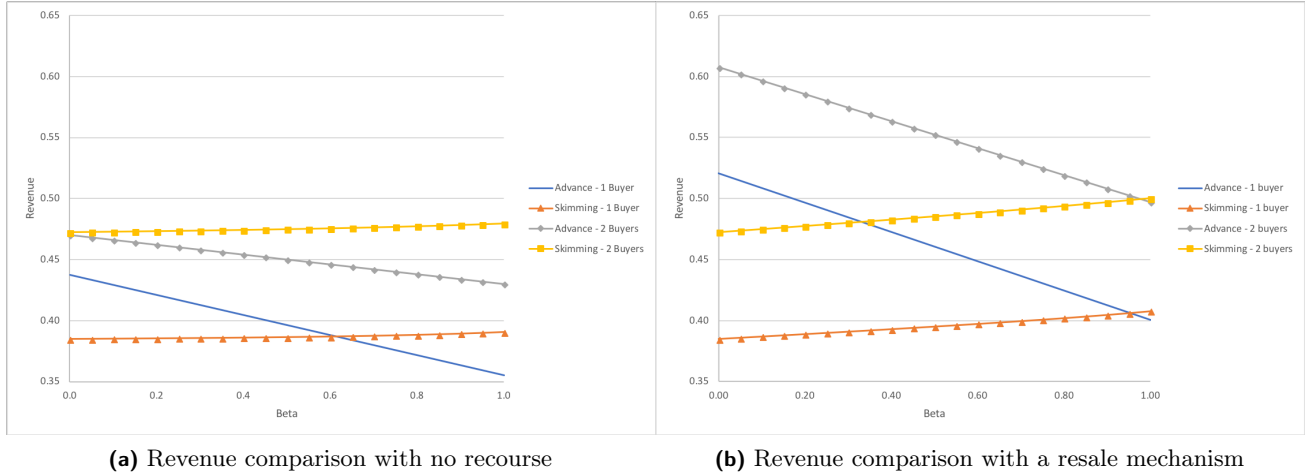 0.65
0.60
0.55
0.50
0.45
0.40
0.35
Revenue
0.0 0.2 0.4 0.6 0.8 1.0
Beta
Advance - 1 Buyer
Skimming - 1 Buyer
Advance - 2 Buyers
Skimming - 2 Buyers
(a) Revenue comparison with no recourse
0.65
0.60
0.55
0.50
0.45
0.40
0.35
Revenue
0.00 0.20 0.40 0.60 0.80 1.00
Beta
Advance - 1 buyer
Skimming - 1 buyer
Advance - 2 buyers
Skimming - 2 buyers
(b) Revenue comparison with a resale mechanism